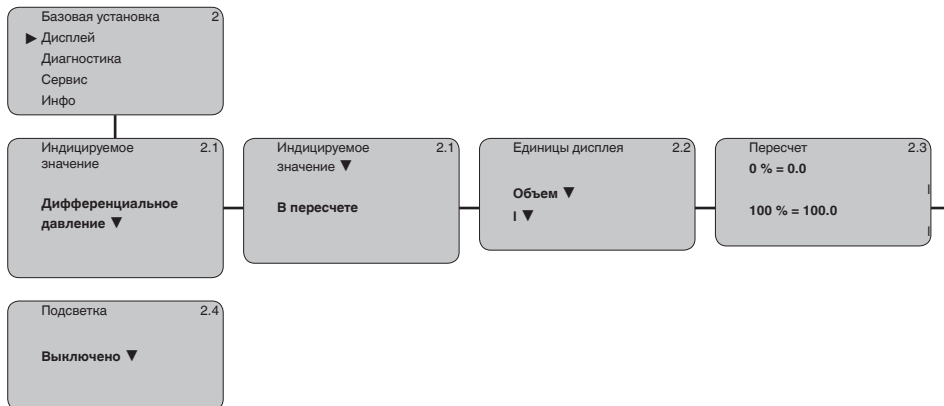 Базовая установка 2
▶ Дисплей
Диагностика
Сервис
Инфо
Индицируемое 2.1
значение
Дифференциальное
давление ▼
Индицируемое 2.1
значение ▼
В пересчете
Единицы дисплея 2.2
Объем ▼
l ▼
Пересчет 2.3
0 % = 0.0
l
100 % = 100.0
l
Подсветка 2.4
Выключено ▼